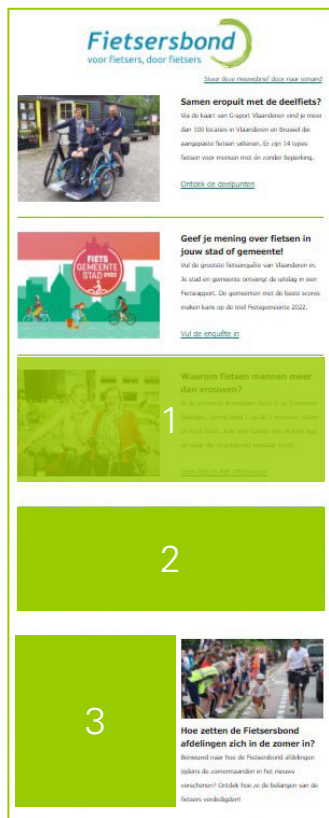 Fietsersbond
voor fietsers, door fietsers
Stuur deze nieuwsbrief door naar iemand
Samen eropuit met de deelfiets?
Via de kaart van G-sport Vlaanderen vind je meer
dan 100 locaties in Vlaanderen en Brussel die
aangepaste fietsen uitlenen. Er zijn 14 types
fietsen voor mensen met én zonder beperking.
Ontdek de deelpunten
FIETS
GEMEENTE
STAD 2022
Geef je mening over fietsen in
jouw stad of gemeente!
Vul de grootste fietsenquête van Vlaanderen in.
Je stad en gemeente ontvangt de uitslag in een
Fietsrapport. De gemeenten met de beste scores
maken kans op de titel Fietsgemeente 2022.
Vul de enquête in
Waarom fietsen mannen meer
dan vrouwen?
1
Lees het in het interview
2
3
Hoe zetten de Fietsersbond
afdelingen zich in de zomer in?
Benieuwd naar hoe de Fietsersbond afdelingen
tijdens de zomermaanden in het nieuws
verschenen? Ontdek hoe ze de belangen van de
fietsers verdedigden!